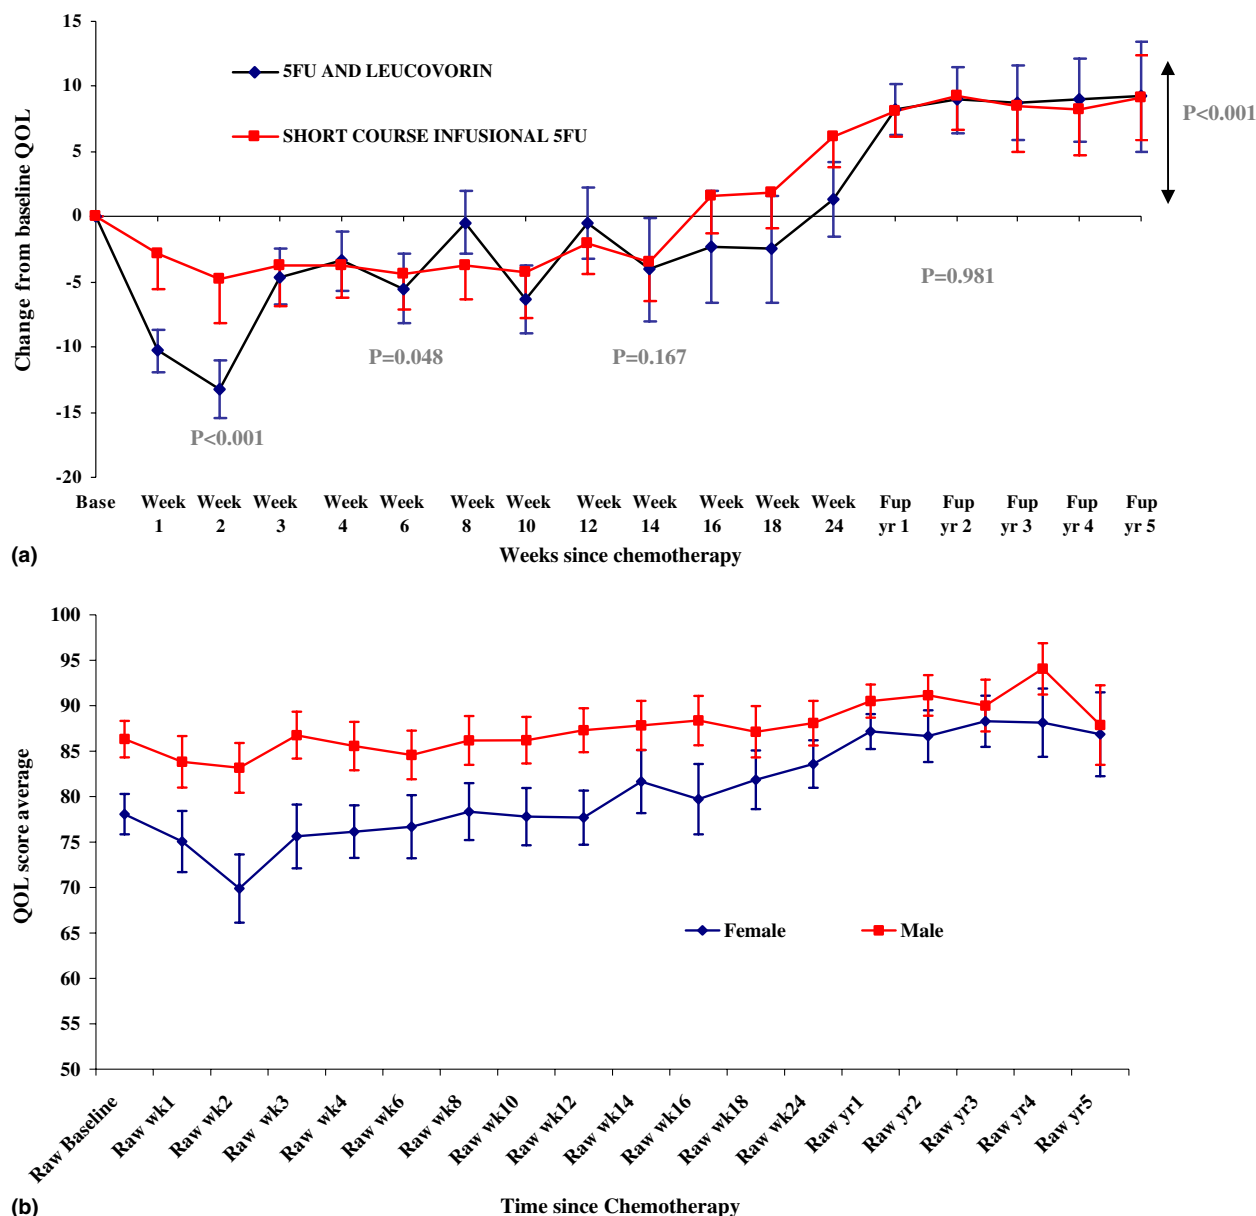 15
10
5
0
-5
-10
-15
-20
Change from baseline QOL
5FU AND LEUCOVORIN
SHORT COURSE INFUSIONAL 5FU
P<0.001
P=0.981
P=0.048
P=0.167
P<0.001
Base
Week 1
Week 2
Week 3
Week 4
Week 6
Week 8
Week 10
Week 12
Week 14
Week 16
Week 18
Week 24
Fup yr 1
Fup yr 2
Fup yr 3
Fup yr 4
Fup yr 5
(a)
Weeks since chemotherapy
100
95
90
85
80
75
70
65
60
55
50
QOL score average
Female
Male
Raw Baseline
Raw wk1
Raw wk2
Raw wk3
Raw wk4
Raw wk6
Raw wk8
Raw wk10
Raw wk12
Raw wk14
Raw wk16
Raw wk18
Raw wk24
Raw yr1
Raw yr2
Raw yr3
Raw yr4
Raw yr5
(b)
Time since Chemotherapy